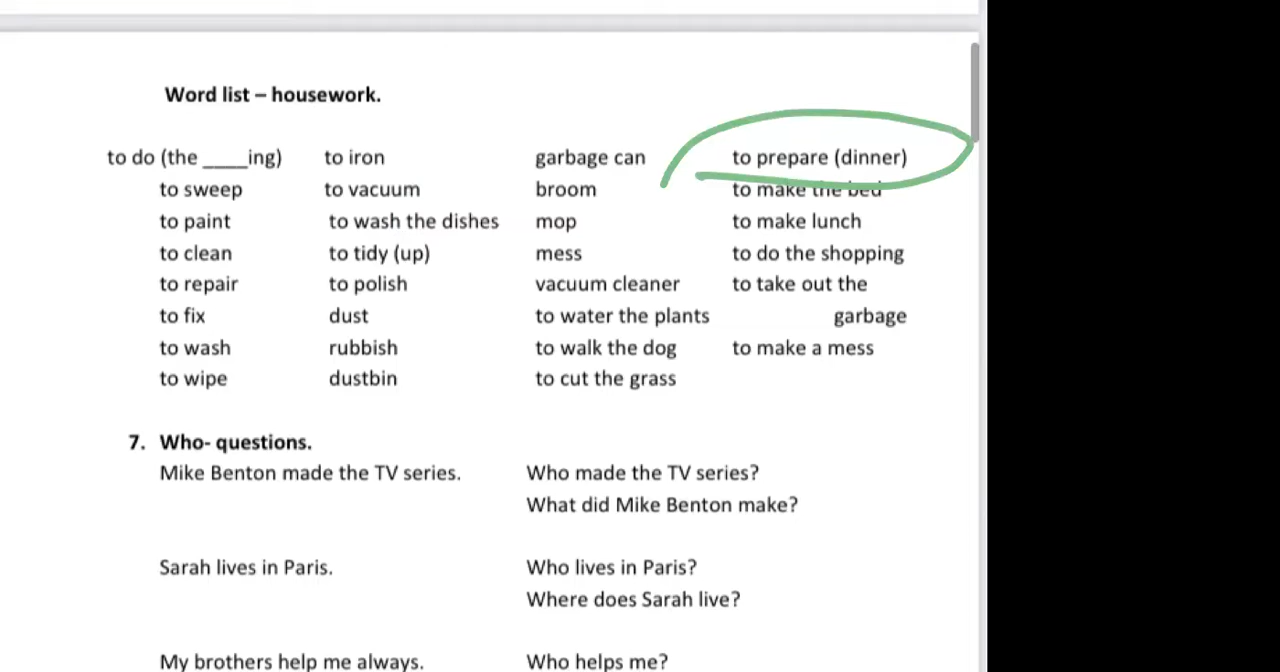 Word list – housework.
to do (the ____ing) to iron garbage can to prepare (dinner)
to sweep to vacuum broom to make the bed
to paint to wash the dishes mop to make lunch
to clean to tidy (up) mess to do the shopping
to repair to polish vacuum cleaner to take out the
to fix dust to water the plants garbage
to wash rubbish to walk the dog to make a mess
to wipe dustbin to cut the grass
7. Who- questions.
Mike Benton made the TV series. Who made the TV series?
What did Mike Benton make?
Sarah lives in Paris. Who lives in Paris?
Where does Sarah live?
My brothers help me always. Who helps me?